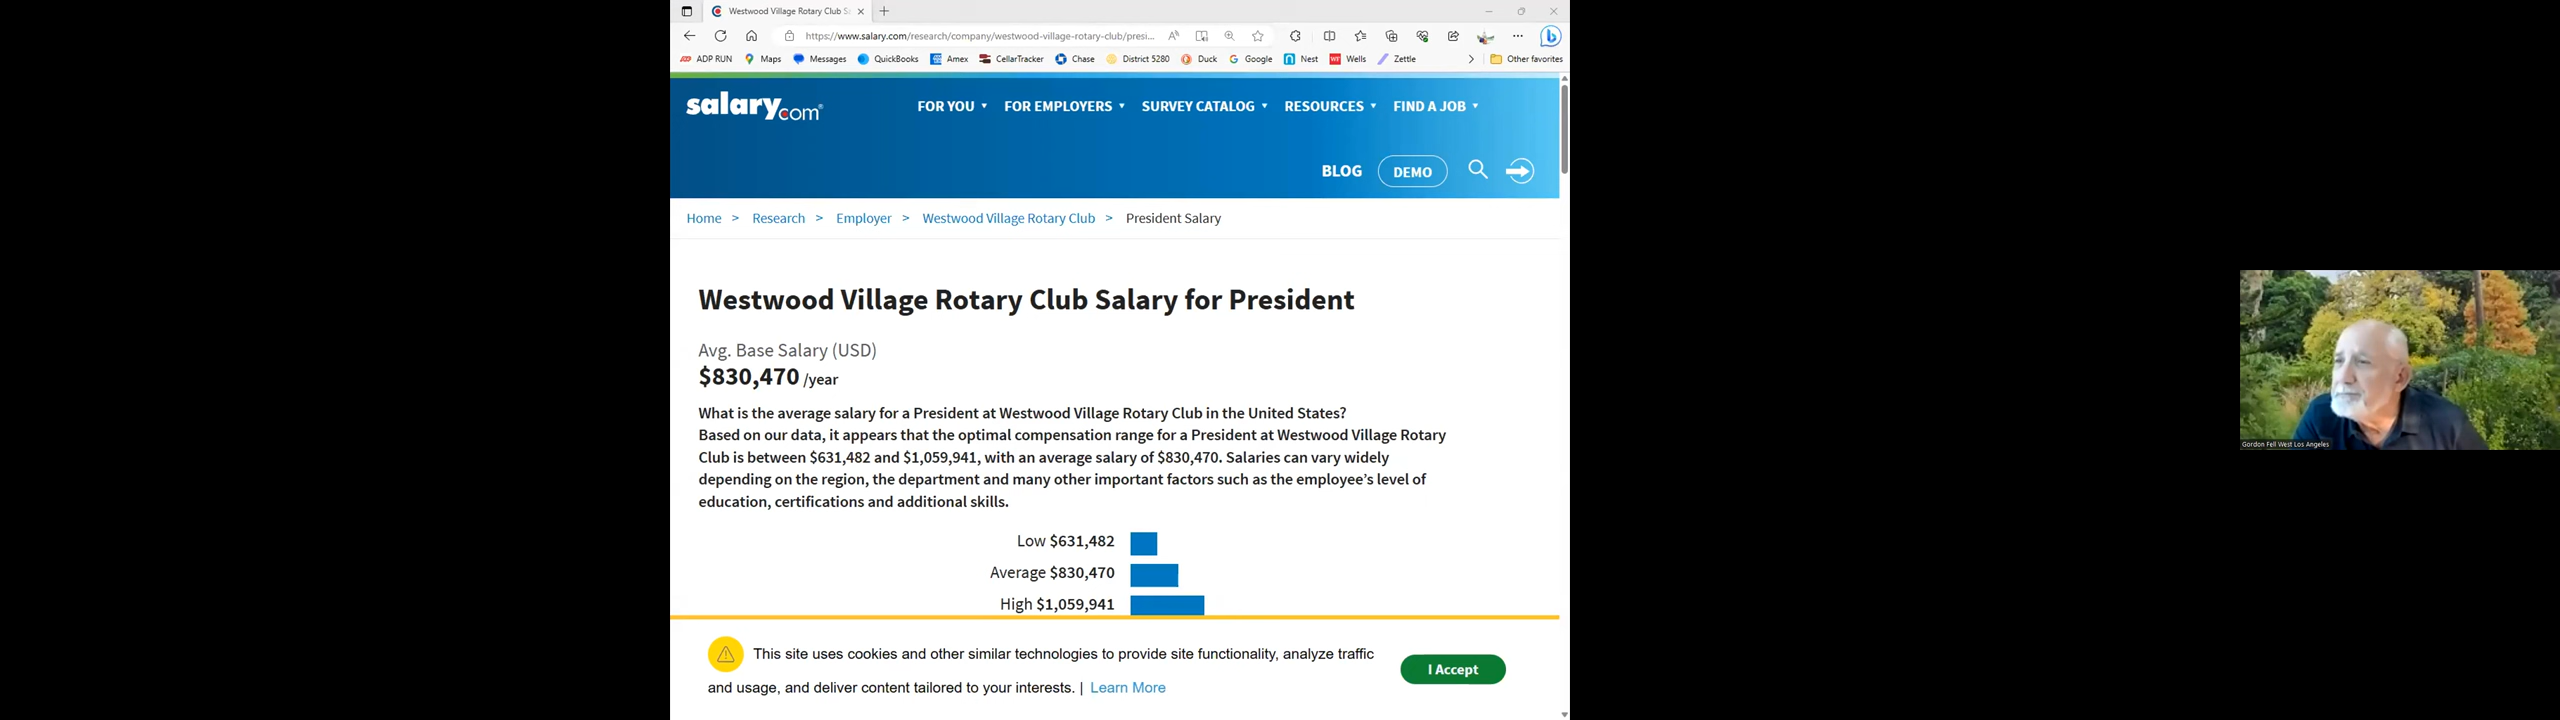 Westwood Village Rotary Club S
https://www.salary.com/research/company/westwood-village-rotary-club/presi...
ADP RUN Maps Messages QuickBooks Amex CellarTracker Chase District 5280 Duck Google Nest Wells Zettle Other favorites
salary.com
FOR YOU FOR EMPLOYERS SURVEY CATALOG RESOURCES FIND A JOB
BLOG DEMO
Home > Research > Employer > Westwood Village Rotary Club > President Salary
Westwood Village Rotary Club Salary for President
Avg. Base Salary (USD)
$830,470 /year
What is the average salary for a President at Westwood Village Rotary Club in the United States?
Based on our data, it appears that the optimal compensation range for a President at Westwood Village Rotary
Club is between $631,482 and $1,059,941, with an average salary of $830,470. Salaries can vary widely
depending on the region, the department and many other important factors such as the employee’s level of
education, certifications and additional skills.
Low $631,482
Average $830,470
High $1,059,941
This site uses cookies and other similar technologies to provide site functionality, analyze traffic
and usage, and deliver content tailored to your interests. | Learn More
I Accept
Gordon Fell West Los Angeles